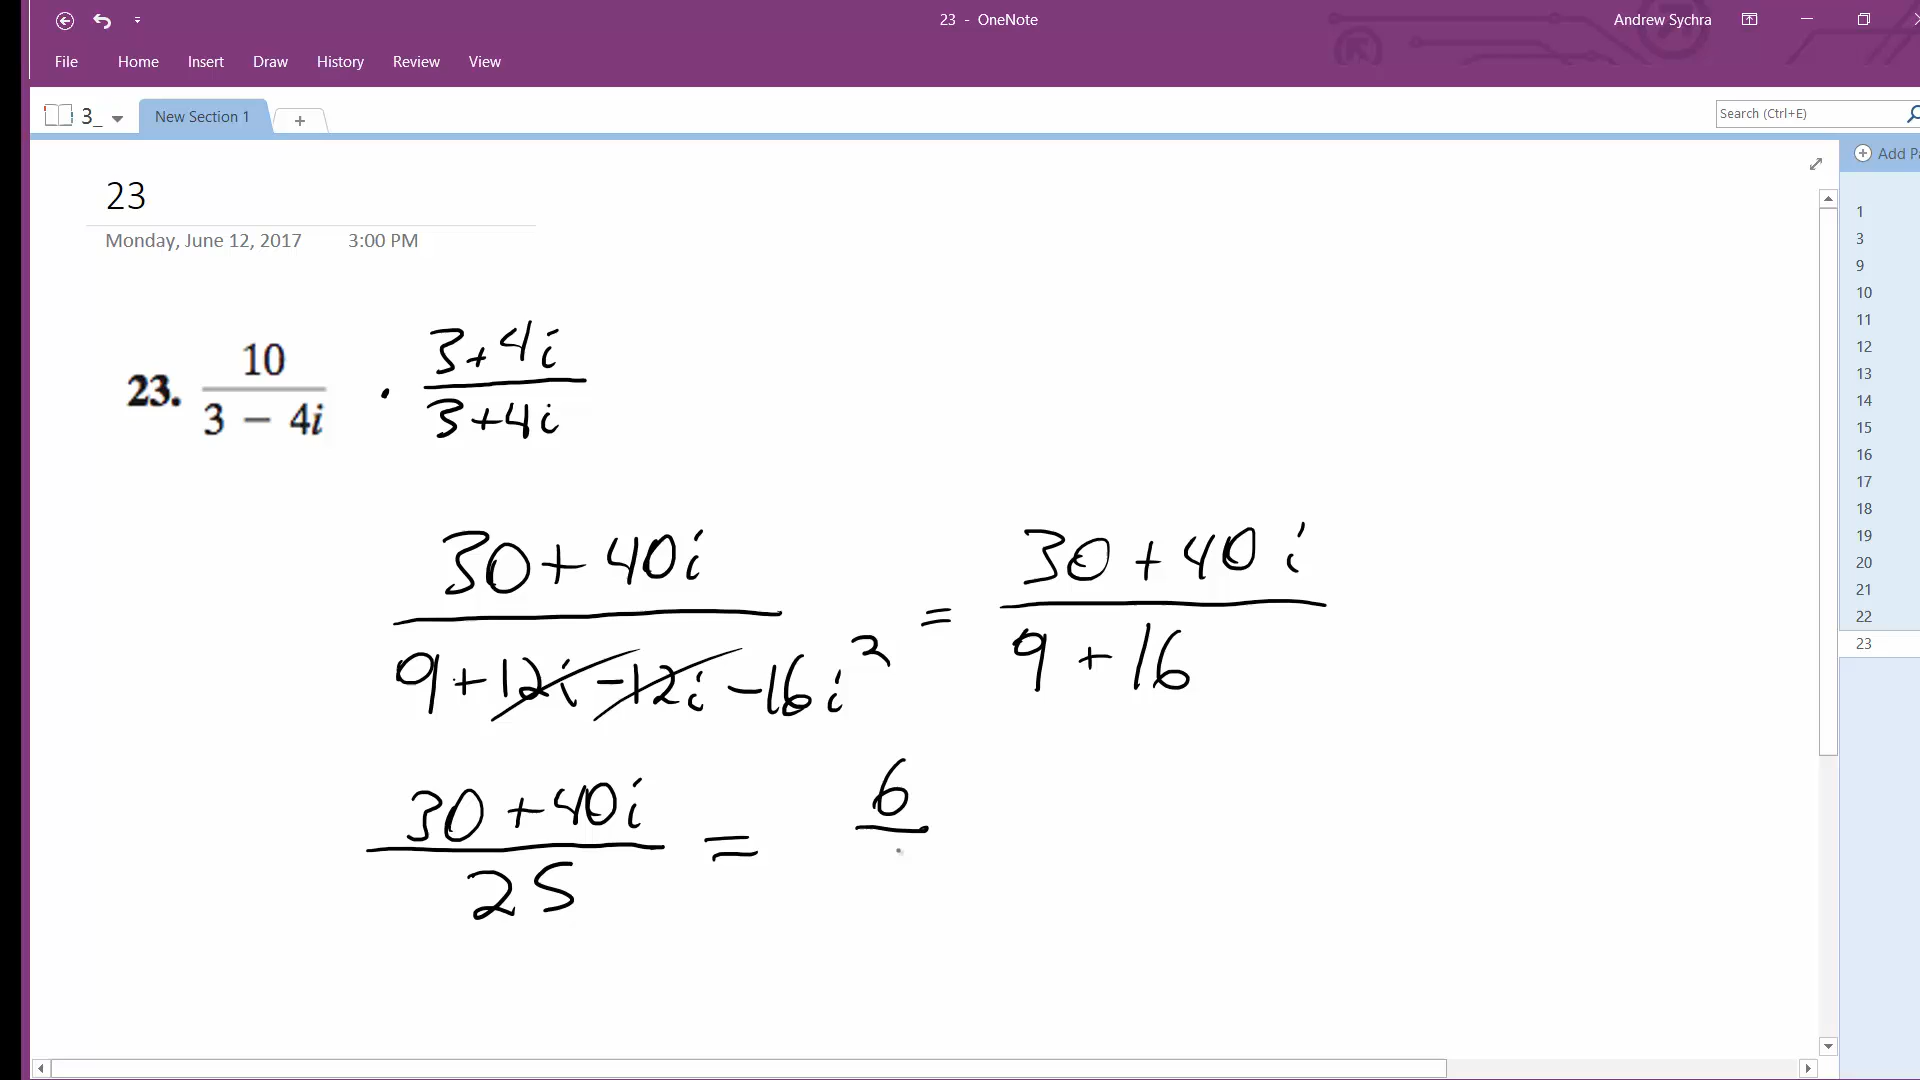 23 - OneNote
Andrew Sychra
File Home Insert Draw History Review View
3_
New Section 1
+
Search (Ctrl+E)
Add Pa
23
Monday, June 12, 2017 3:00 PM
23. 10 / 3 − 4i · 3+4i / 3+4i
30+40i / 9+12i-12i-16i² = 30+40i / 9+16
30+40i / 25 = 6 /
1
3
9
10
11
12
13
14
15
16
17
18
19
20
21
22
23